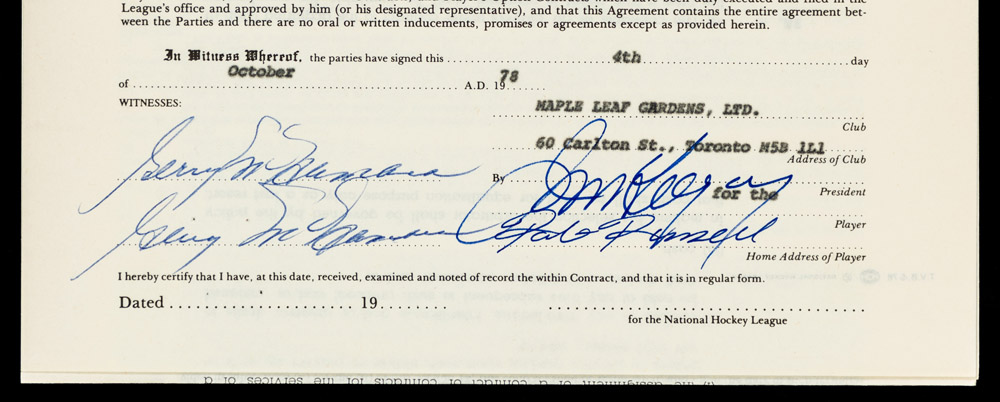 League's office and approved by him (or his designated representative), and that this Agreement contains the entire agreement bet-
ween the Parties and there are no oral or written inducements, promises or agreements except as provided herein.
In Witness Whereof, the parties have signed this 4th day
of October A.D. 1978
WITNESSES:
MAPLE LEAF GARDENS, LTD.
Club
60 Carlton St., Toronto M5B 1L1
Address of Club
Gerry McNamara
By for the President
Gerry McNamara
Player
Home Address of Player
I hereby certify that I have, at this date, received, examined and noted of record the within Contract, and that it is in regular form.
Dated 19
for the National Hockey League